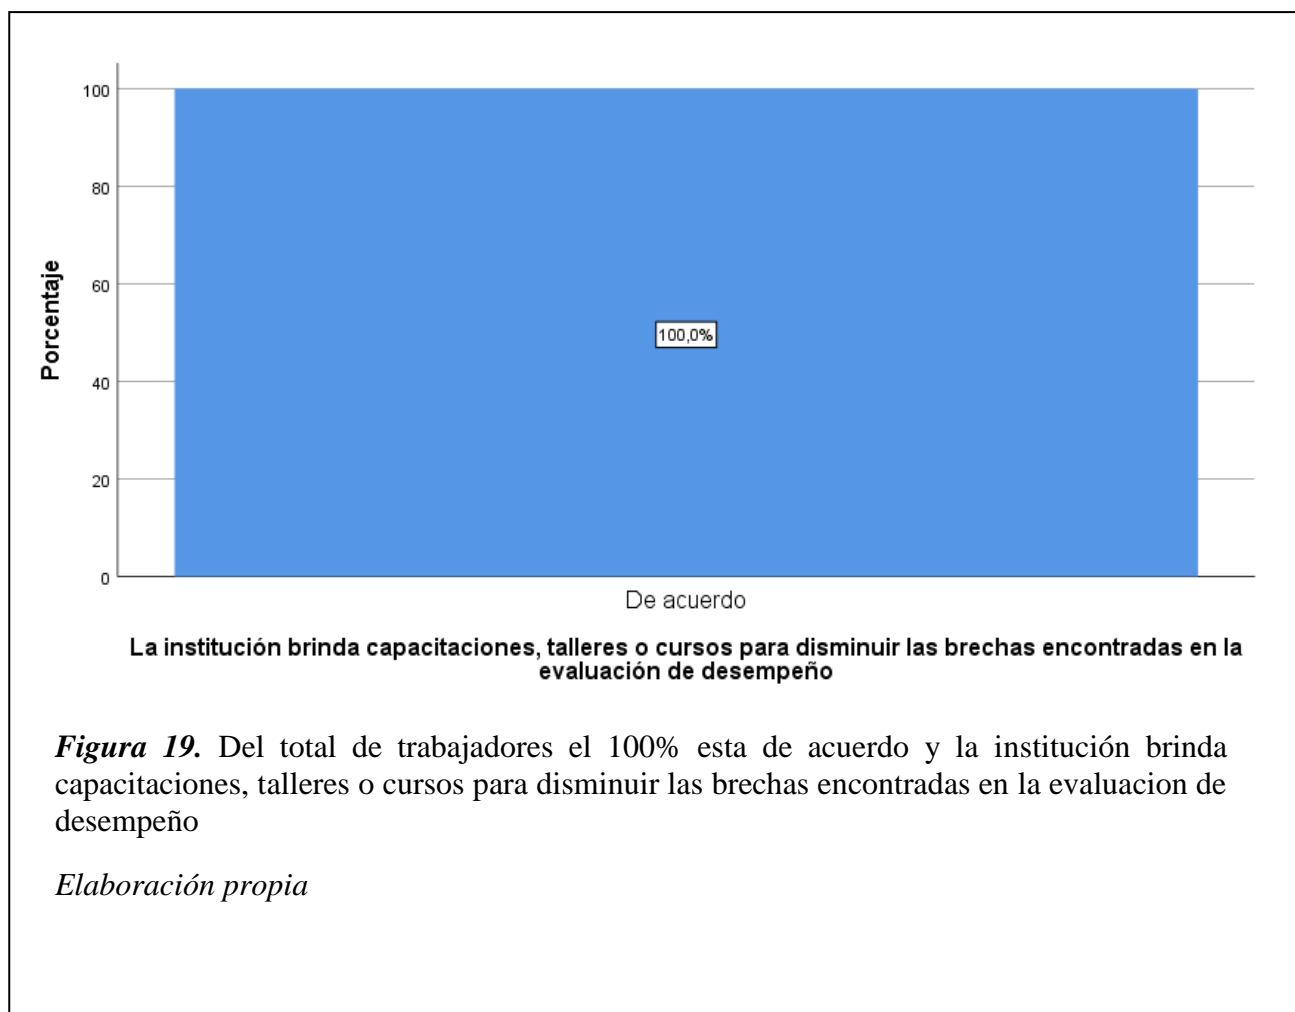 100
80
60
40
20
0
Porcentaje
100,0%
De acuerdo
La institución brinda capacitaciones, talleres o cursos para disminuir las brechas encontradas en la
evaluación de desempeño
Figura 19. Del total de trabajadores el 100% esta de acuerdo y la institución brinda
capacitaciones, talleres o cursos para disminuir las brechas encontradas en la evaluacion de
desempeño
Elaboración propia